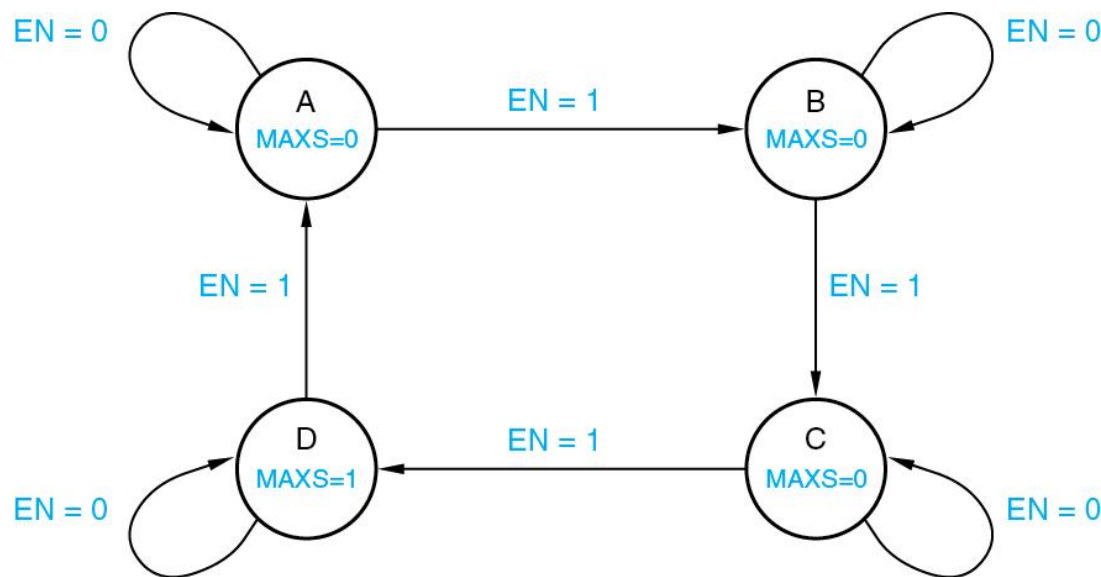 EN = 0
A
MAXS=0
EN = 1
B
MAXS=0
EN = 0
EN = 1
EN = 1
D
MAXS=1
EN = 0
EN = 1
C
MAXS=0
EN = 0